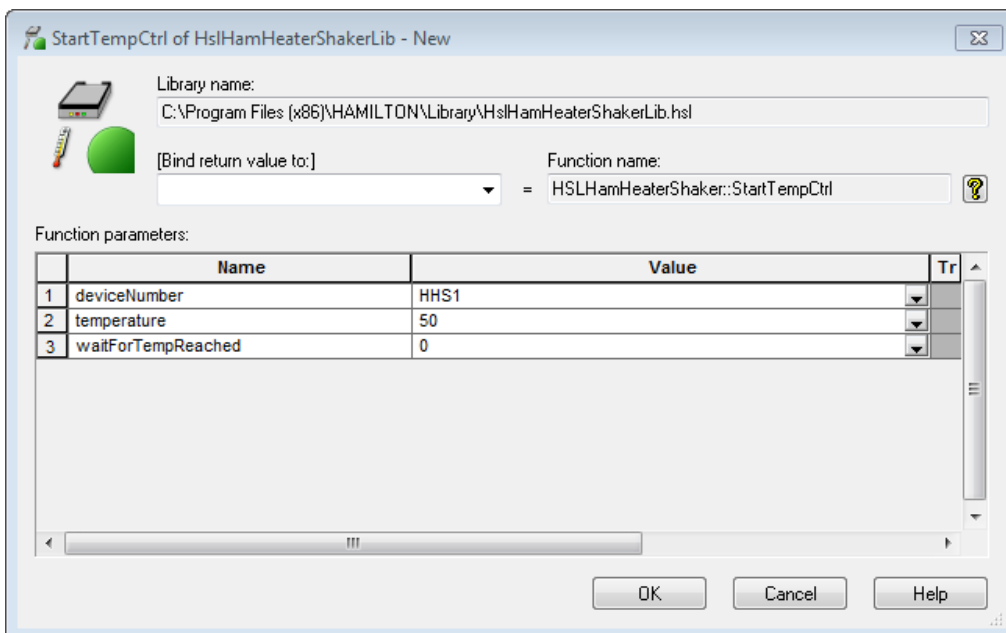 StartTempCtrl of HslHamHeaterShakerLib - New
Library name:
C:\Program Files (x86)\HAMILTON\Library\HslHamHeaterShakerLib.hsl
[Bind return value to:]
Function name:
= HSLHamHeaterShaker::StartTempCtrl
Function parameters:
Name Value Tr
1 deviceNumber HHS1
2 temperature 50
3 waitForTempReached 0
OK Cancel Help